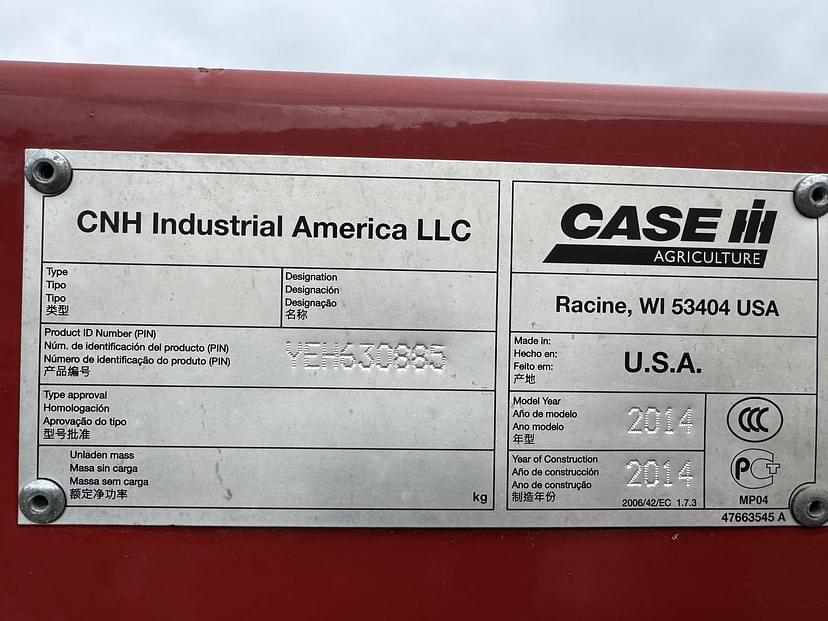 CNH Industrial America LLC
Type
Tipo
Tipo
类型
Designation
Designación
Designação
名称
Product ID Number (PIN)
Núm. de identificación del producto (PIN)
Número de identificação do produto (PIN)
产品编号
YEH630885
Type approval
Homologación
Aprovação do tipo
型号批准
Unladen mass
Masa sin carga
Massa sem carga
额定净功率
kg
CASE IH
AGRICULTURE
Racine, WI 53404 USA
Made in:
Hecho en:
Feito em:
产地
U.S.A.
Model Year
Año de modelo
Ano modelo
年型
2014
Year of Construction
Año de construcción
Ano de construção
制造年份
2014
2006/42/EC 1.7.3
CCC
PCT
MP04
47663545 A